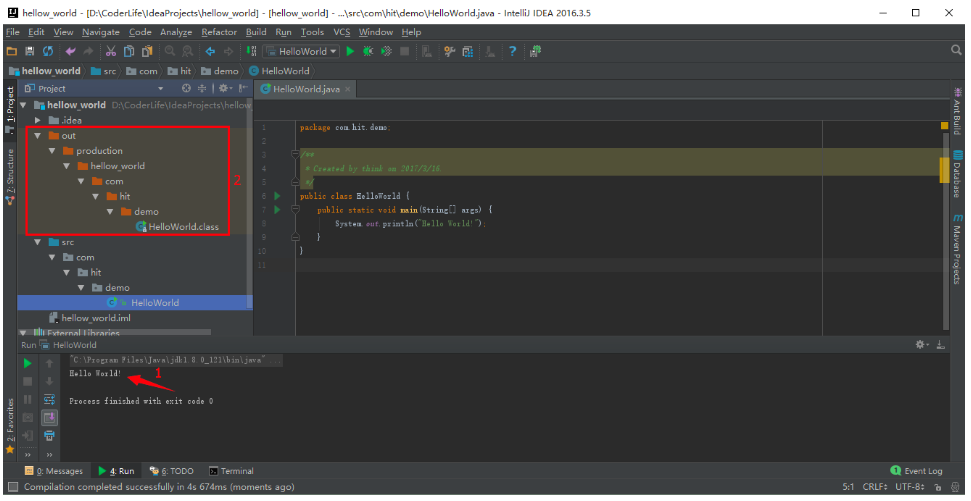 hellow_world - [D:\CoderLife\IdeaProjects\hellow_world] - [hellow_world] - ...\src\com\hit\demo\HelloWorld.java - IntelliJ IDEA 2016.3.5
File Edit View Navigate Code Analyze Refactor Build Run Tools VCS Window Help
HelloWorld
hellow_world src com hit demo HelloWorld
Project
HelloWorld.java
1: Project
7: Structure
2: Favorites
hellow_world D:\CoderLife\IdeaProjects\hellow
.idea
out
production
hellow_world
com
hit
demo
HelloWorld.class
2
src
com
hit
demo
HelloWorld
hellow_world.iml
External Libraries
1 package com.hit.demo;
2
3 /**
4 * Created by think on 2017/3/16.
5 */
6 public class HelloWorld {
7 public static void main(String[] args) {
8 System.out.println("Hello World!");
9 }
10 }
11
Ant Build
Database
Maven Projects
Run HelloWorld
"C:\Program Files\Java\jdk1.8.0_121\bin\java" ...
Hello World!
1
Process finished with exit code 0
0: Messages 4: Run 6: TODO Terminal Event Log
Compilation completed successfully in 4s 674ms (moments ago) 5:1 CRLF UTF-8